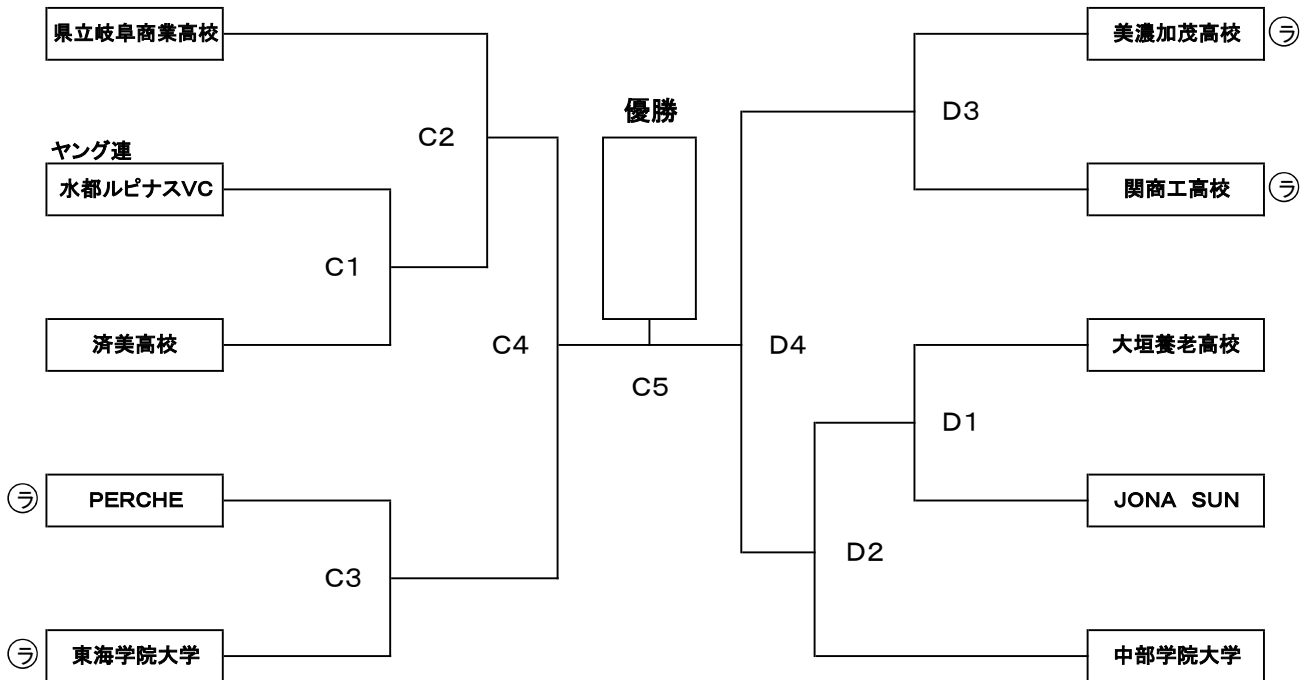 県立岐阜商業高校
C2
ヤング連
水都ルピナスVC
C1
済美高校
C4
㋶ PERCHE
C3
㋶ 東海学院大学
優勝
C5
美濃加茂高校 ㋶
D3
関商工高校 ㋶
D4
大垣養老高校
D1
JONA SUN
D2
中部学院大学